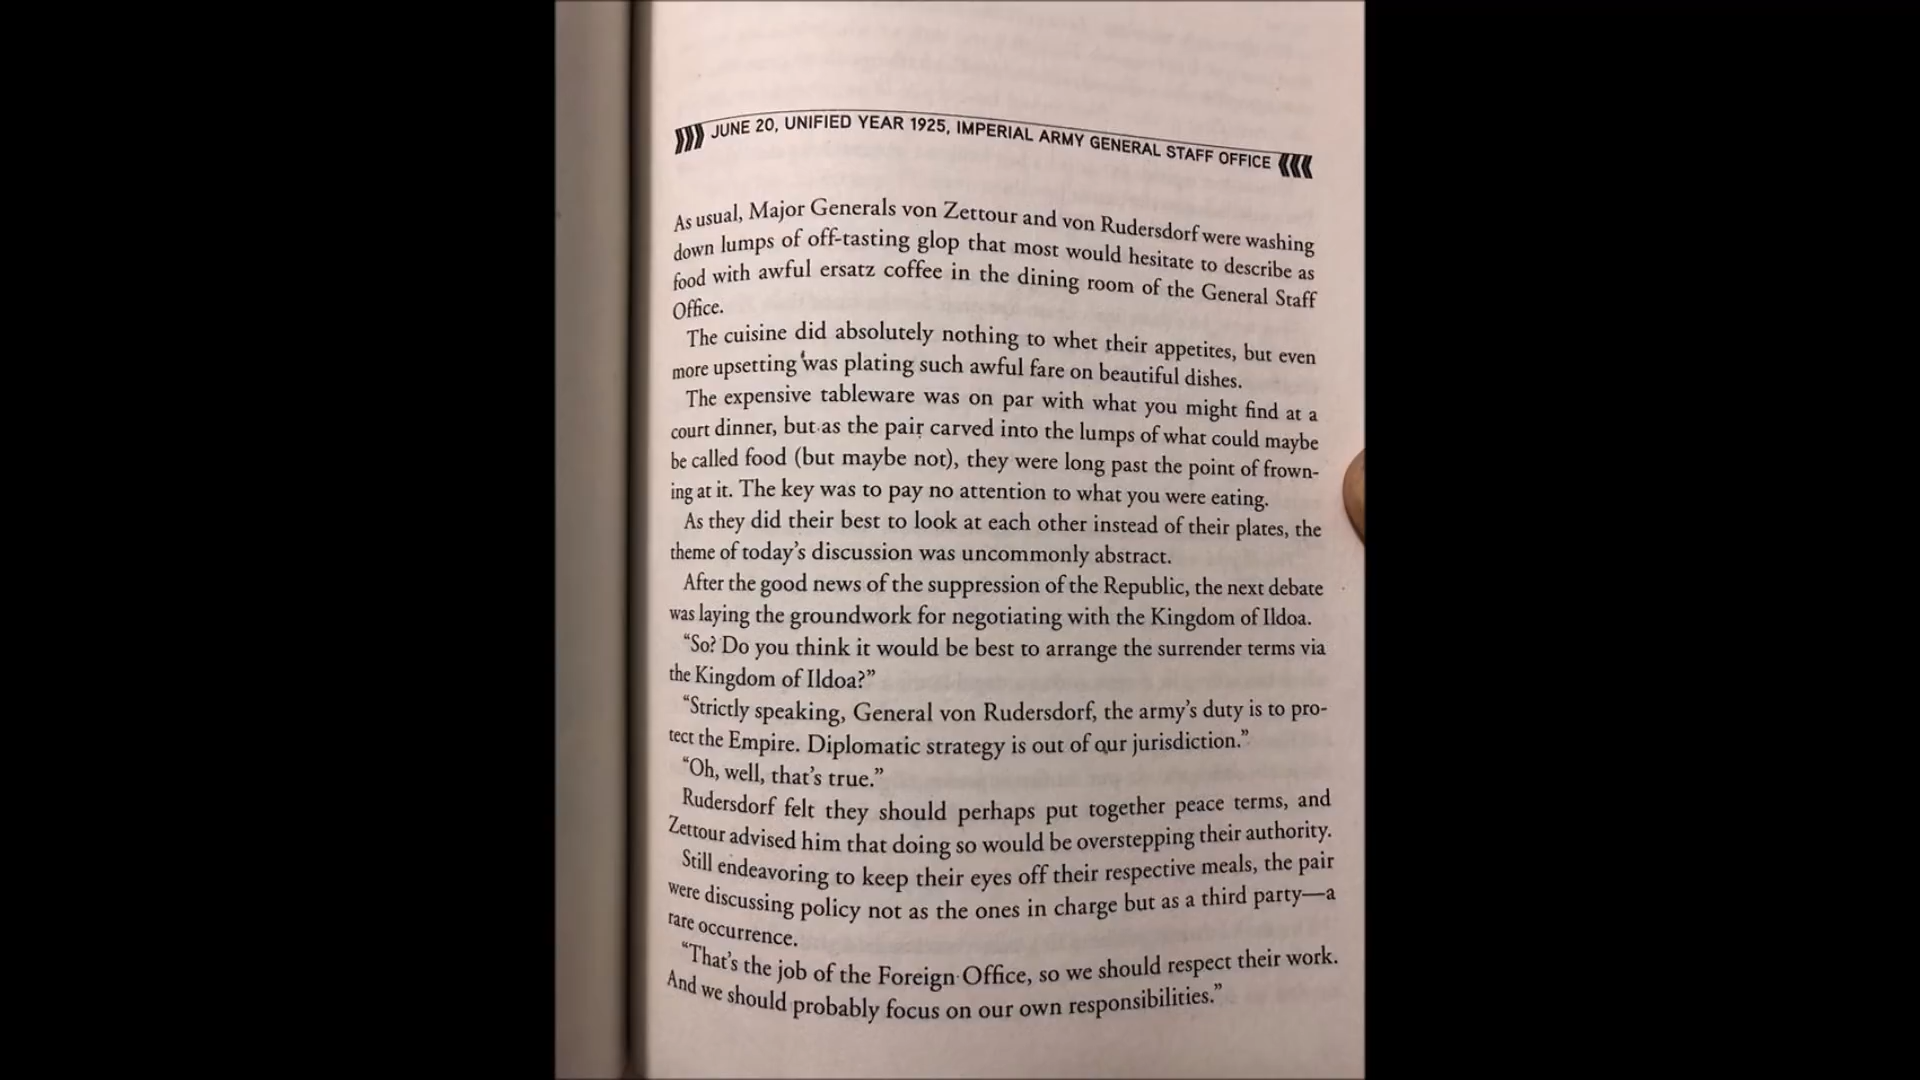 JUNE 20, UNIFIED YEAR 1925, IMPERIAL ARMY GENERAL STAFF OFFICE
As usual, Major Generals von Zettour and von Rudersdorf were washing
down lumps of off-tasting glop that most would hesitate to describe as
food with awful ersatz coffee in the dining room of the General Staff
Office.
The cuisine did absolutely nothing to whet their appetites, but even
more upsetting was plating such awful fare on beautiful dishes.
The expensive tableware was on par with what you might find at a
court dinner, but as the pair carved into the lumps of what could maybe
be called food (but maybe not), they were long past the point of frown-
ing at it. The key was to pay no attention to what you were eating.
As they did their best to look at each other instead of their plates, the
theme of today's discussion was uncommonly abstract.
After the good news of the suppression of the Republic, the next debate
was laying the groundwork for negotiating with the Kingdom of Ildoa.
“So? Do you think it would be best to arrange the surrender terms via
the Kingdom of Ildoa?”
“Strictly speaking, General von Rudersdorf, the army's duty is to pro-
tect the Empire. Diplomatic strategy is out of our jurisdiction.”
“Oh, well, that's true.”
Rudersdorf felt they should perhaps put together peace terms, and
Zettour advised him that doing so would be overstepping their authority.
Still endeavoring to keep their eyes off their respective meals, the pair
were discussing policy not as the ones in charge but as a third party—a
rare occurrence.
“That's the job of the Foreign Office, so we should respect their work.
And we should probably focus on our own responsibilities.”